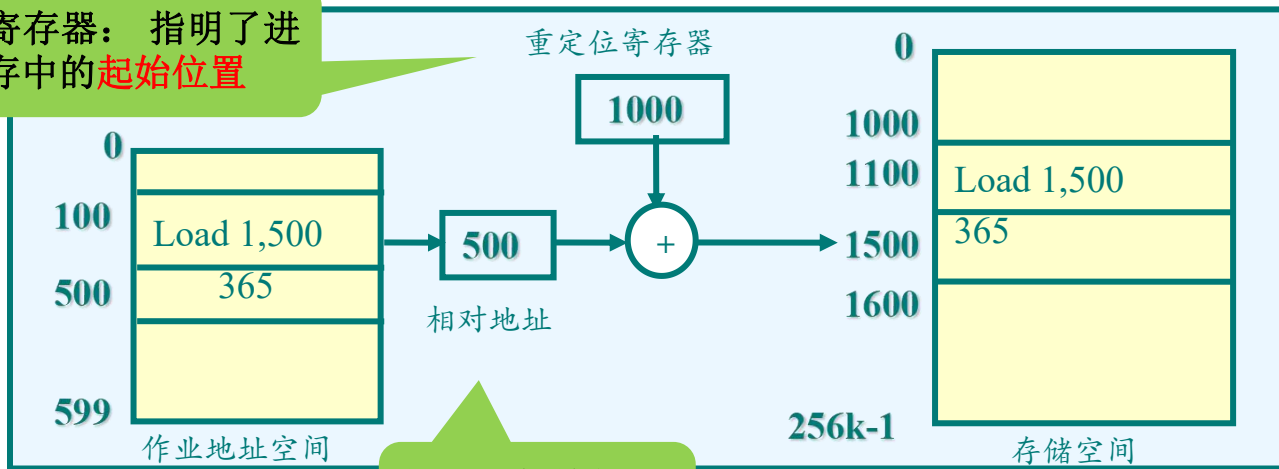 寄存器： 指明了进
存中的起始位置
重定位寄存器
1000
0
100
500
599
Load 1,500
365
作业地址空间
500
相对地址
+
0
1000
1100
1500
1600
256k-1
Load 1,500
365
存储空间